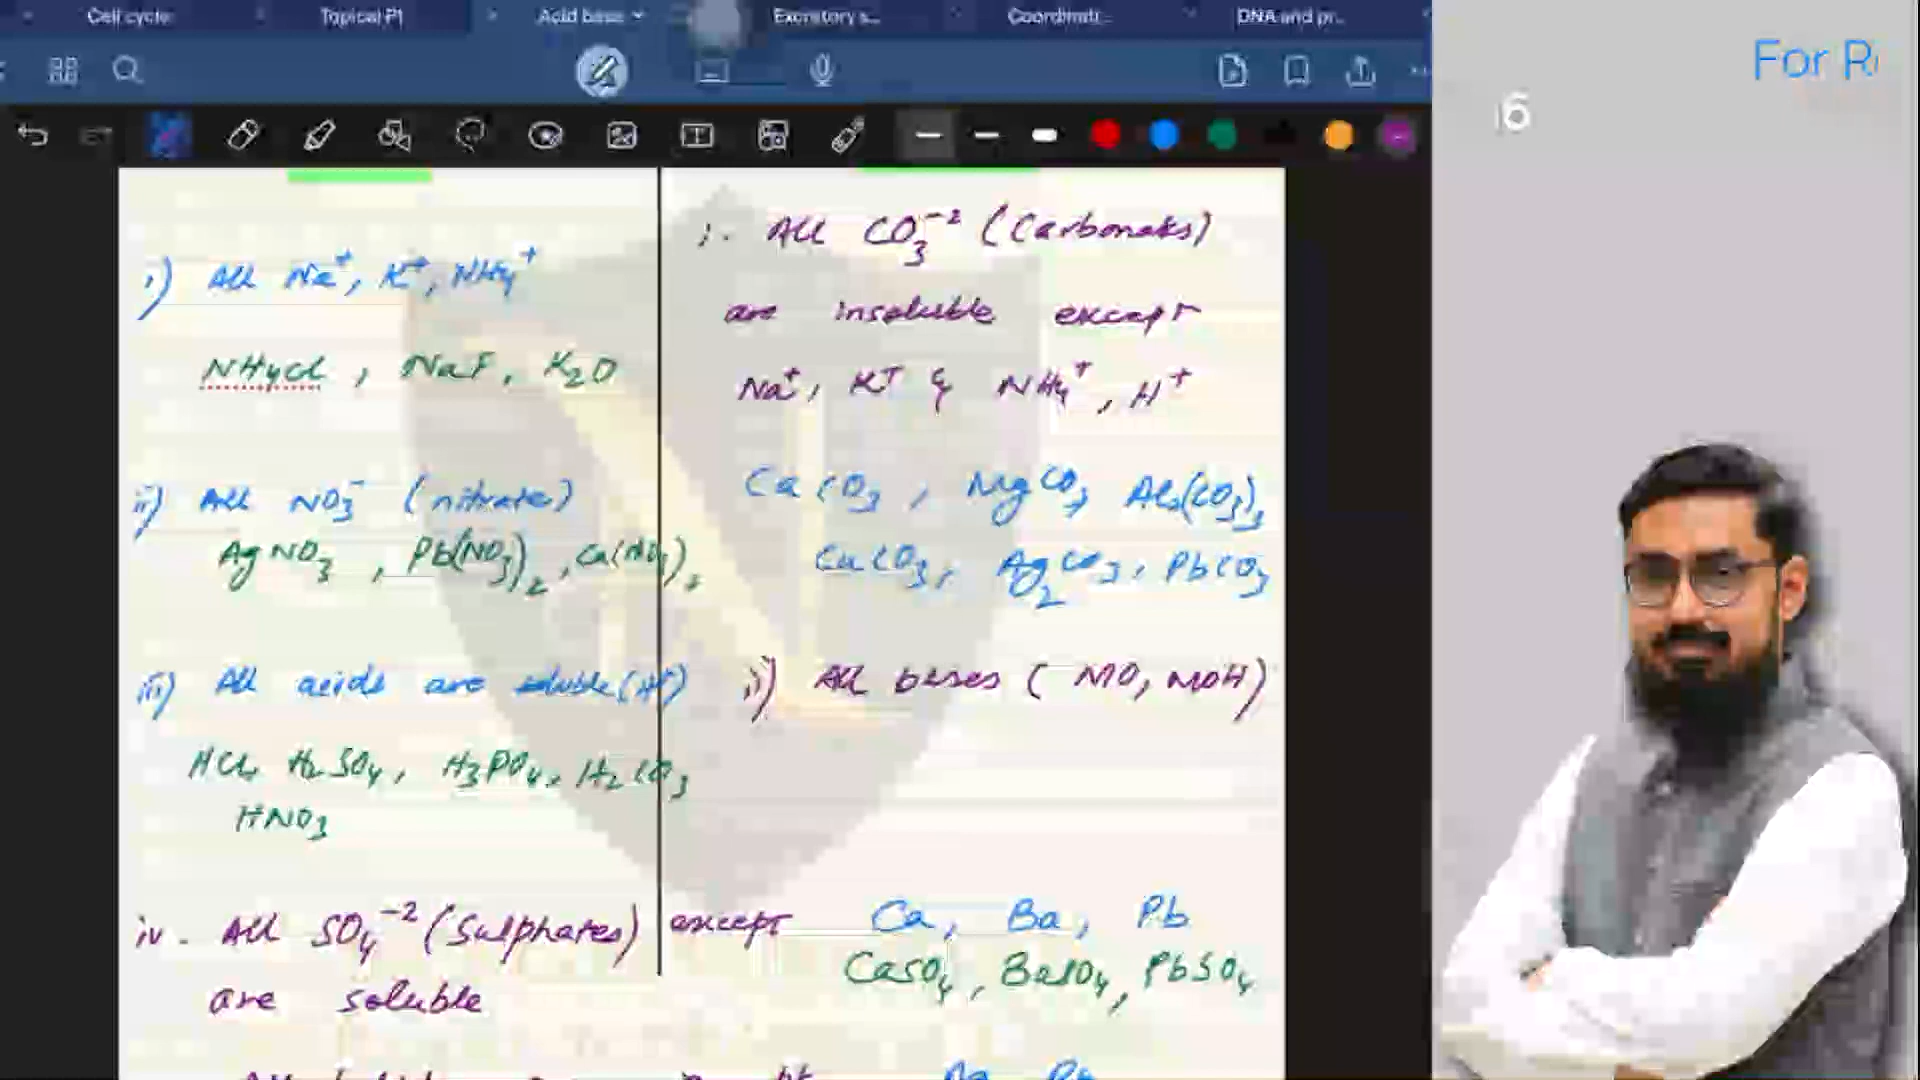 Cell cycle
Topical P1
Acid base
Excretory s...
Coordinati...
DNA and pr...
For R
16
i) All Na⁺, K⁺, NH₄⁺
NH₄Cl, NaF, K₂O
ii) All NO₃⁻ (nitrate)
AgNO₃, Pb(NO₃)₂, Ca(NO₃)₂
iii) All acids are soluble (H⁺)
HCl, H₂SO₄, H₃PO₄, H₂CO₃
HNO₃
iv. All SO₄⁻² (Sulphates) except
are soluble
i. All CO₃⁻² (Carbonates)
are insoluble except
Na⁺, K⁺ & NH₄⁺, H⁺
CaCO₃, MgCO₃ Al₂(CO₃)₃
CuCO₃, Ag₂CO₃, PbCO₃
ii) All bases (MO, MOH)
Ca, Ba, Pb
CaSO₄, BaSO₄, PbSO₄